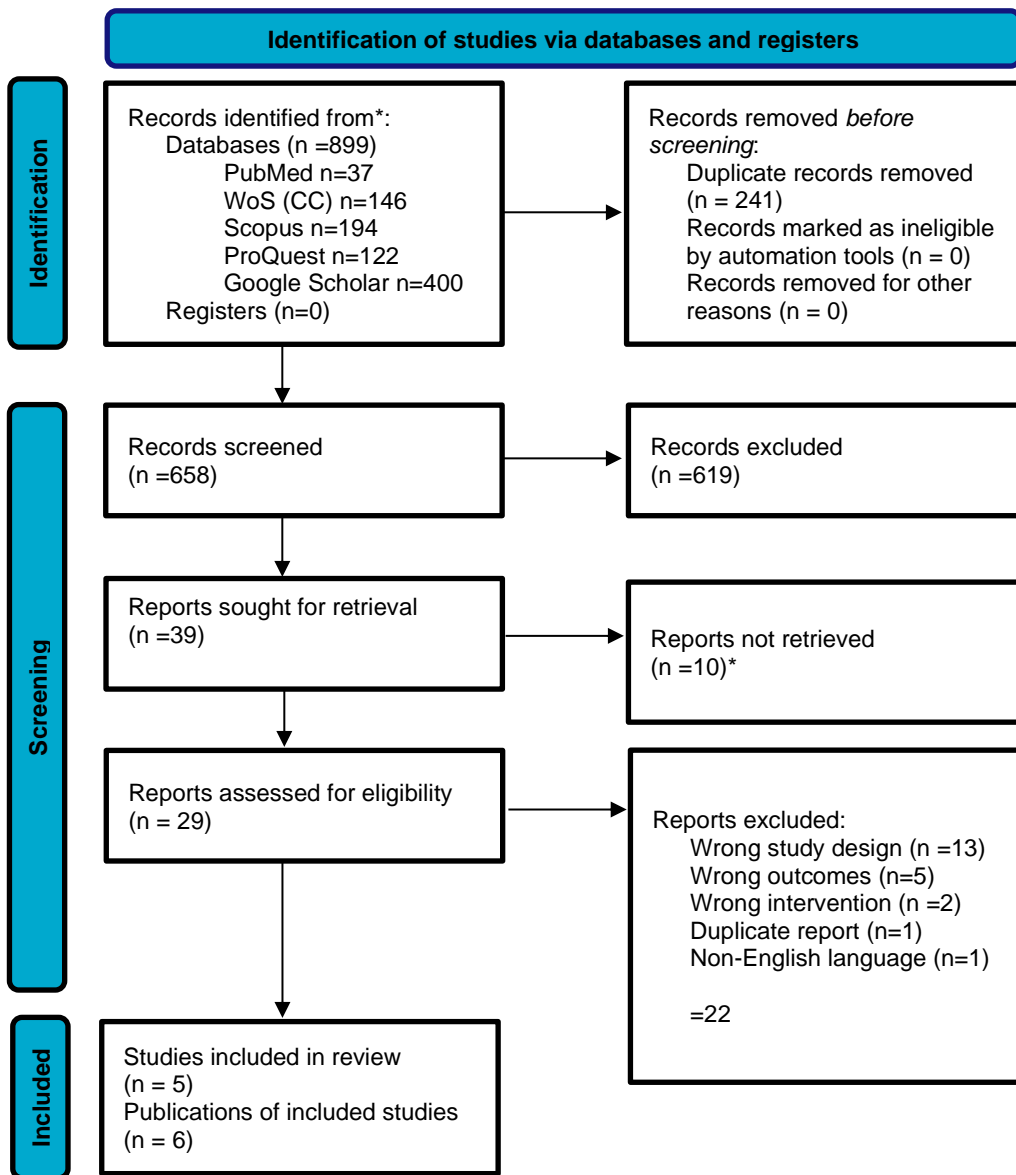 Identification of studies via databases and registers
Identification
Records identified from*:
Databases (n =899)
PubMed n=37
WoS (CC) n=146
Scopus n=194
ProQuest n=122
Google Scholar n=400
Registers (n=0)
Records removed before
screening:
Duplicate records removed
(n = 241)
Records marked as ineligible
by automation tools (n = 0)
Records removed for other
reasons (n = 0)
Screening
Records screened
(n =658)
Records excluded
(n =619)
Reports sought for retrieval
(n =39)
Reports not retrieved
(n =10)*
Reports assessed for eligibility
(n = 29)
Reports excluded:
Wrong study design (n =13)
Wrong outcomes (n=5)
Wrong intervention (n =2)
Duplicate report (n=1)
Non-English language (n=1)
=22
Included
Studies included in review
(n = 5)
Publications of included studies
(n = 6)